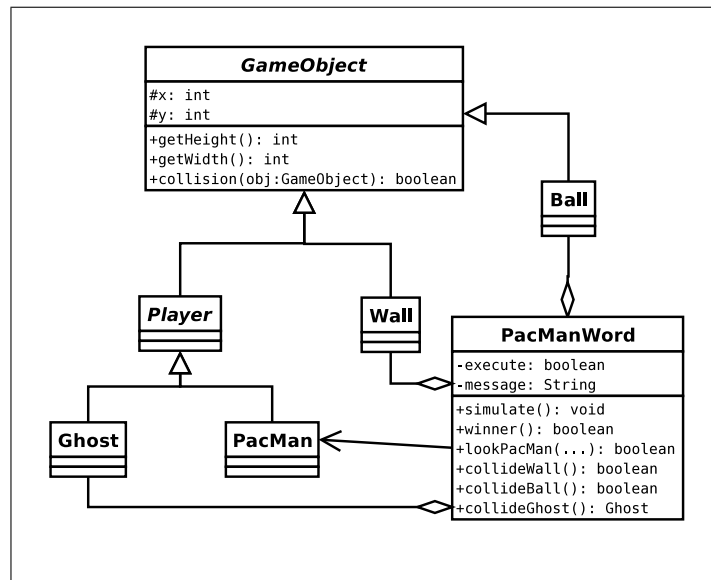 GameObject
#x: int
#y: int
+getHeight(): int
+getWidth(): int
+collision(obj:GameObject): boolean
Ball
Player
Wall
PacManWord
-execute: boolean
-message: String
+simulate(): void
+winner(): boolean
+lookPacMan(...): boolean
+collideWall(): boolean
+collideBall(): boolean
+collideGhost(): Ghost
Ghost
PacMan